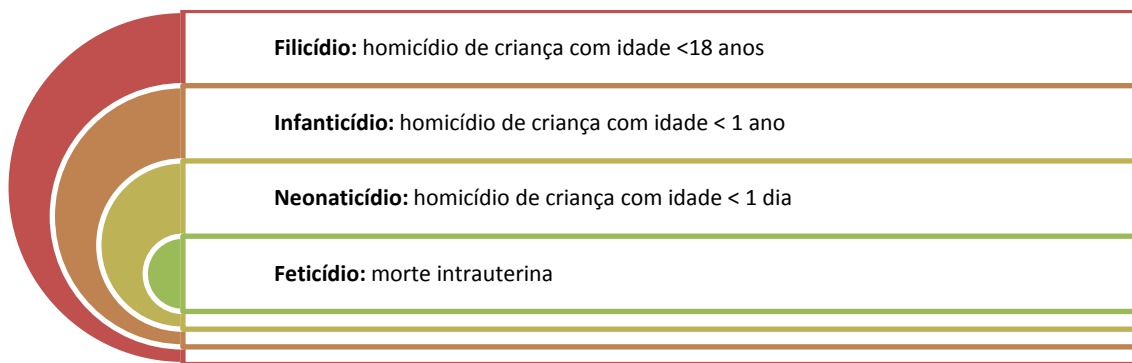 Filicídio: homicídio de criança com idade <18 anos
Infanticídio: homicídio de criança com idade < 1 ano
Neonaticídio: homicídio de criança com idade < 1 dia
Feticídio: morte intrauterina